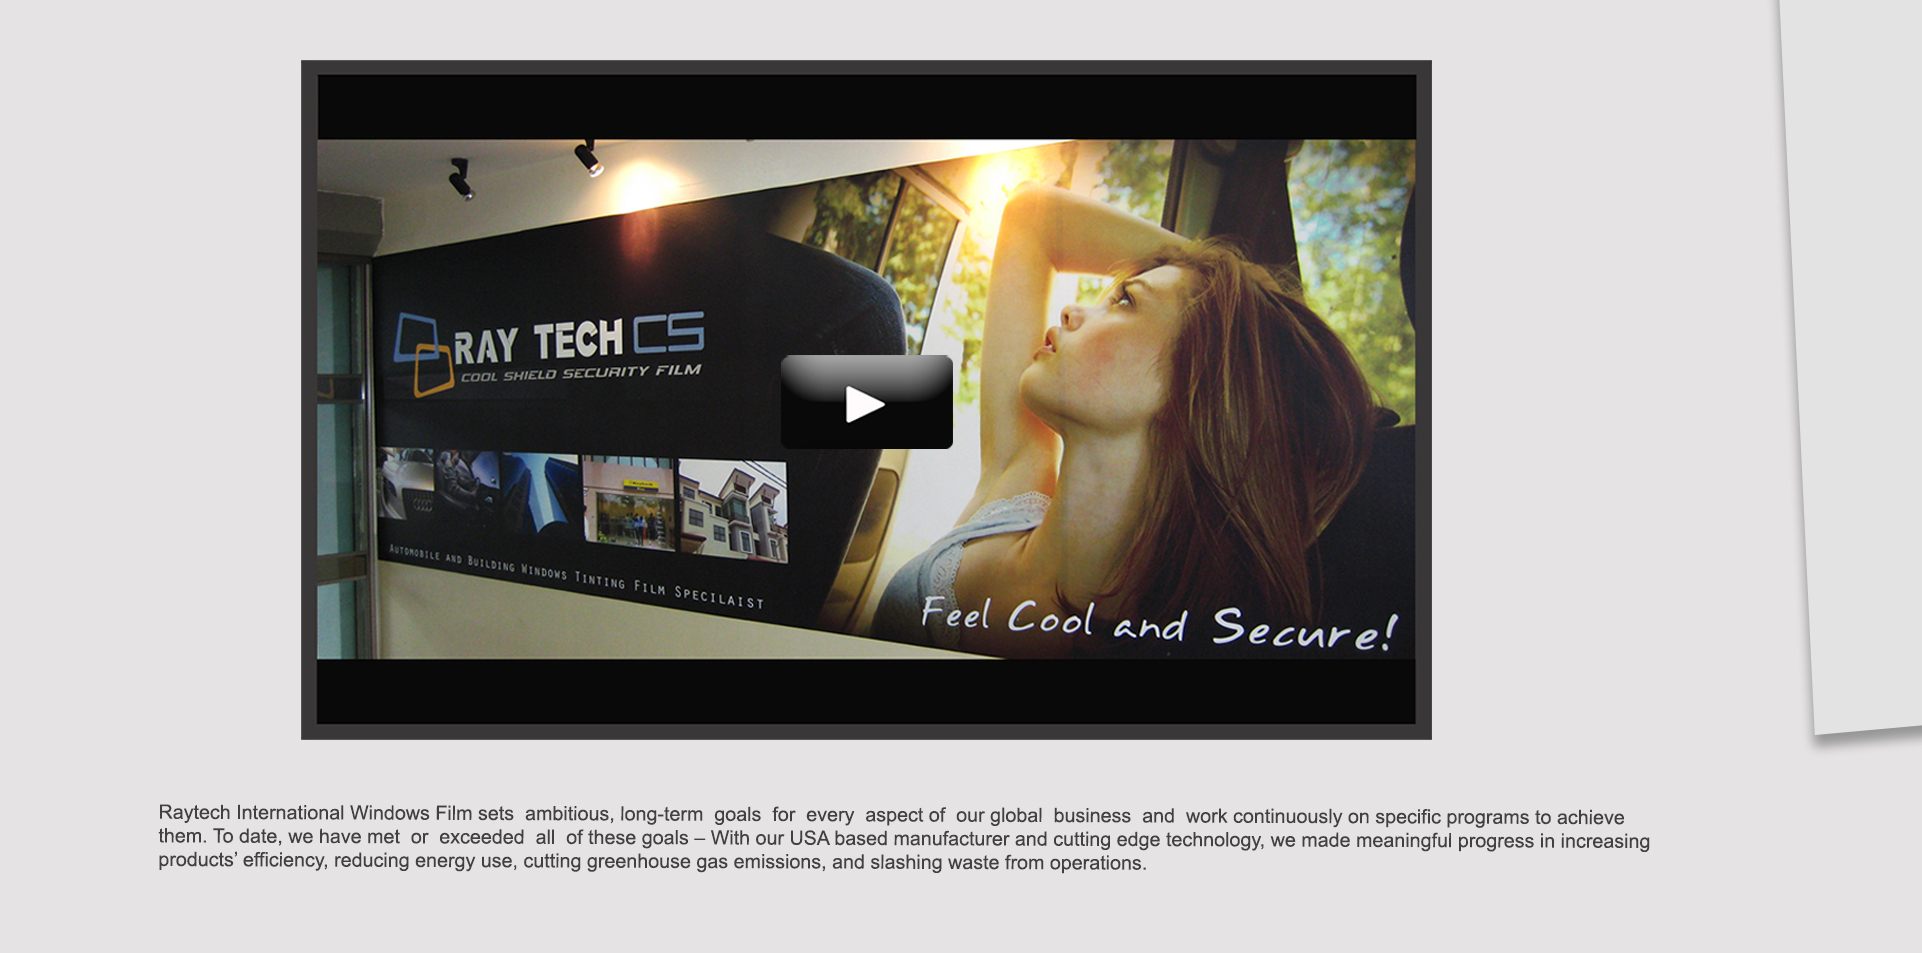 RAY TECH CS
COOL SHIELD SECURITY FILM
AUTOMOBILE AND BUILDING WINDOWS TINTING FILM SPECILAIST
Feel Cool and Secure!
Raytech International Windows Film sets ambitious, long-term goals for every aspect of our global business and work continuously on specific programs to achieve
them. To date, we have met or exceeded all of these goals – With our USA based manufacturer and cutting edge technology, we made meaningful progress in increasing
products’ efficiency, reducing energy use, cutting greenhouse gas emissions, and slashing waste from operations.